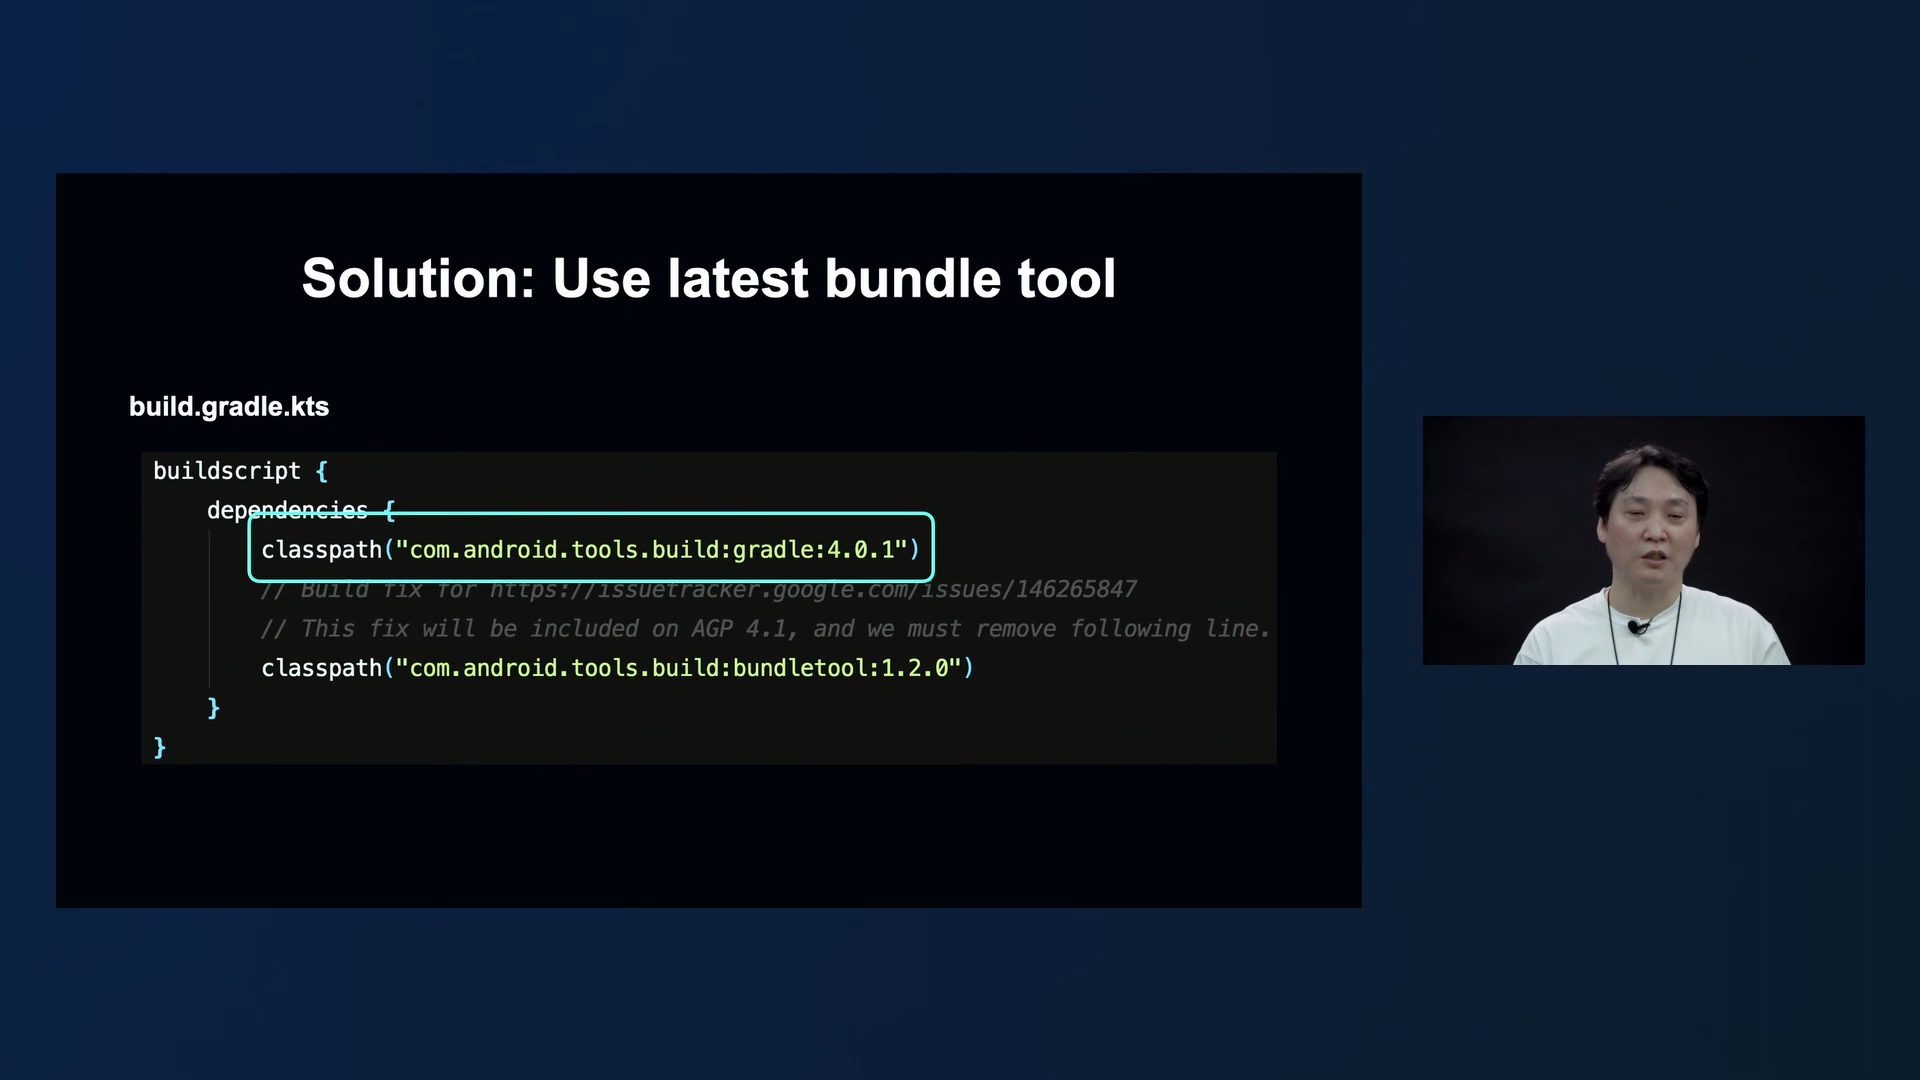 Solution: Use latest bundle tool
build.gradle.kts
buildscript {
dependencies {
classpath("com.android.tools.build:gradle:4.0.1")
// Build fix for https://issuetracker.google.com/issues/146265847
// This fix will be included on AGP 4.1, and we must remove following line.
classpath("com.android.tools.build:bundletool:1.2.0")
}
}